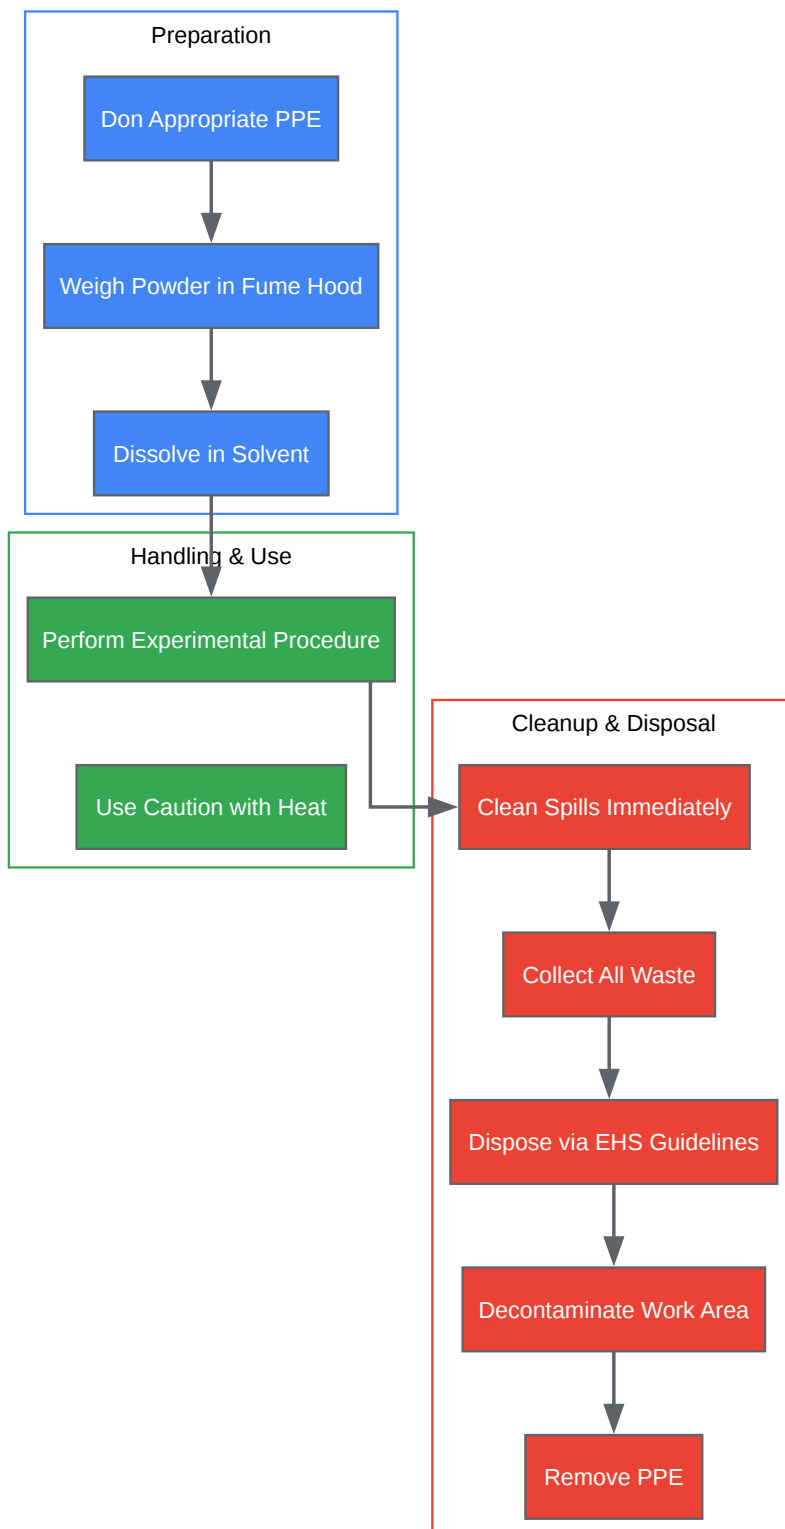 Preparation
Don Appropriate PPE
Weigh Powder in Fume Hood
Dissolve in Solvent
Handling & Use
Perform Experimental Procedure
Use Caution with Heat
Cleanup & Disposal
Clean Spills Immediately
Collect All Waste
Dispose via EHS Guidelines
Decontaminate Work Area
Remove PPE